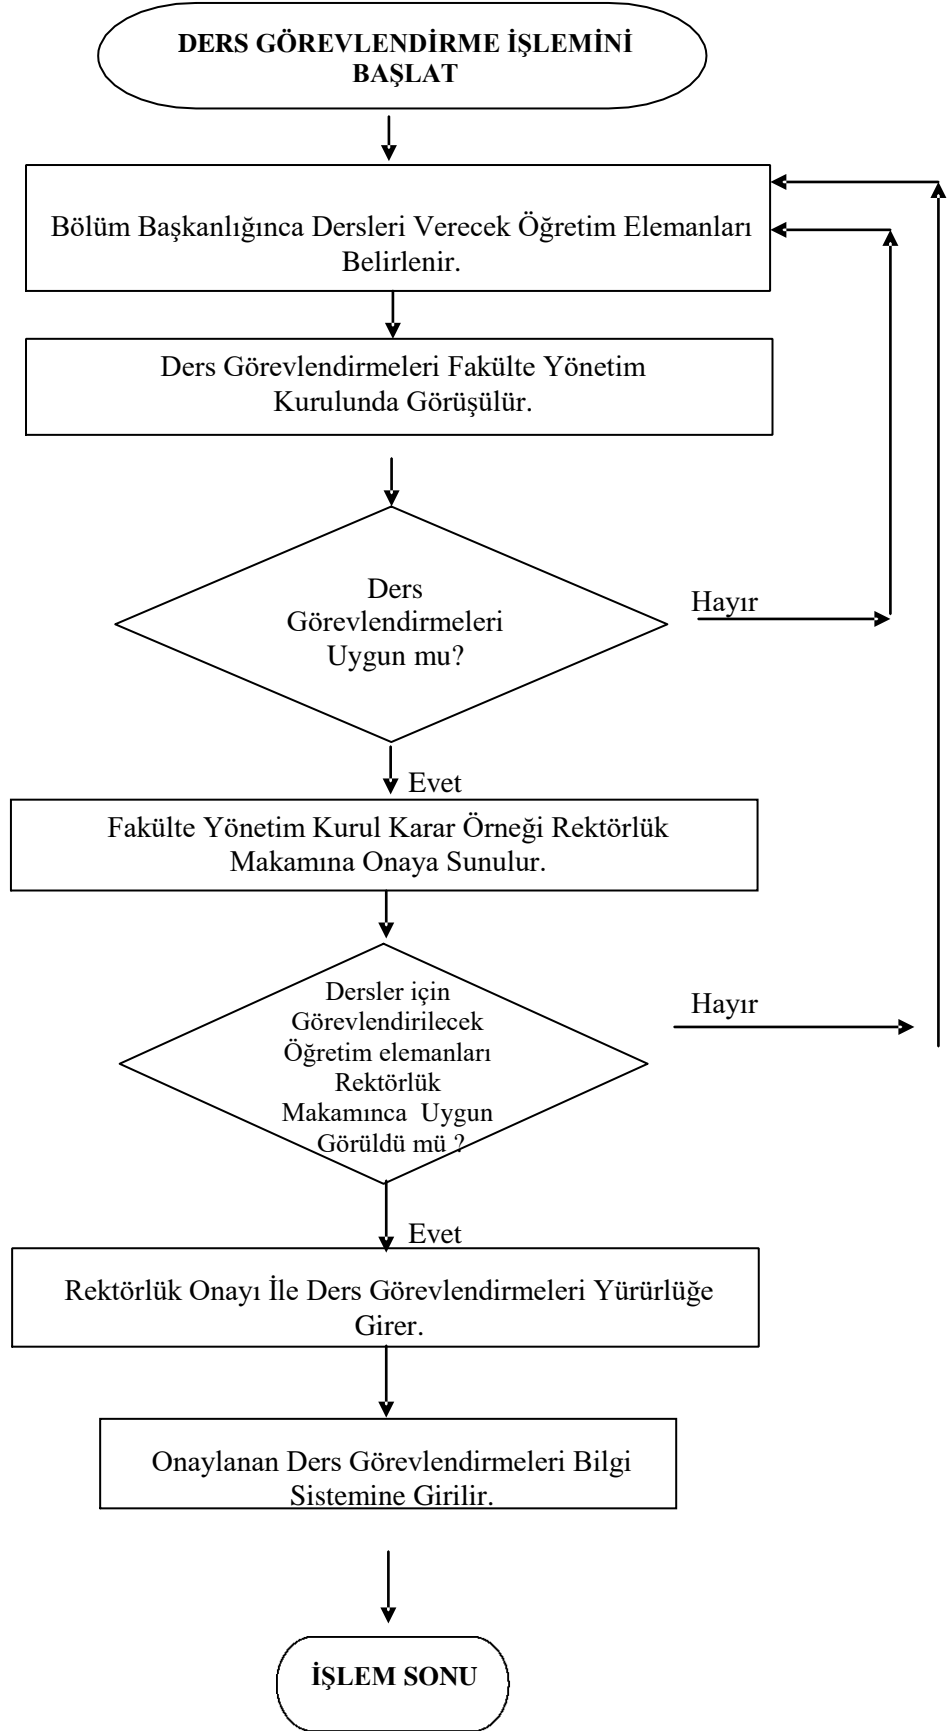 DERS GÖREVLENDİRME İŞLEMİNİ
BAŞLAT
Bölüm Başkanlığınca Dersleri Verecek Öğretim Elemanları
Belirlenir.
Ders Görevlendirmeleri Fakülte Yönetim
Kurulunda Görüşülür.
Ders
Görevlendirmeleri
Uygun mu?
Hayır
Evet
Fakülte Yönetim Kurul Karar Örneği Rektörlük
Makamına Onaya Sunulur.
Dersler için
Görevlendirilecek
Öğretim elemanları
Rektörlük
Makamınca Uygun
Görüldü mü ?
Hayır
Evet
Rektörlük Onayı İle Ders Görevlendirmeleri Yürürlüğe
Girer.
Onaylanan Ders Görevlendirmeleri Bilgi
Sistemine Girilir.
İŞLEM SONU